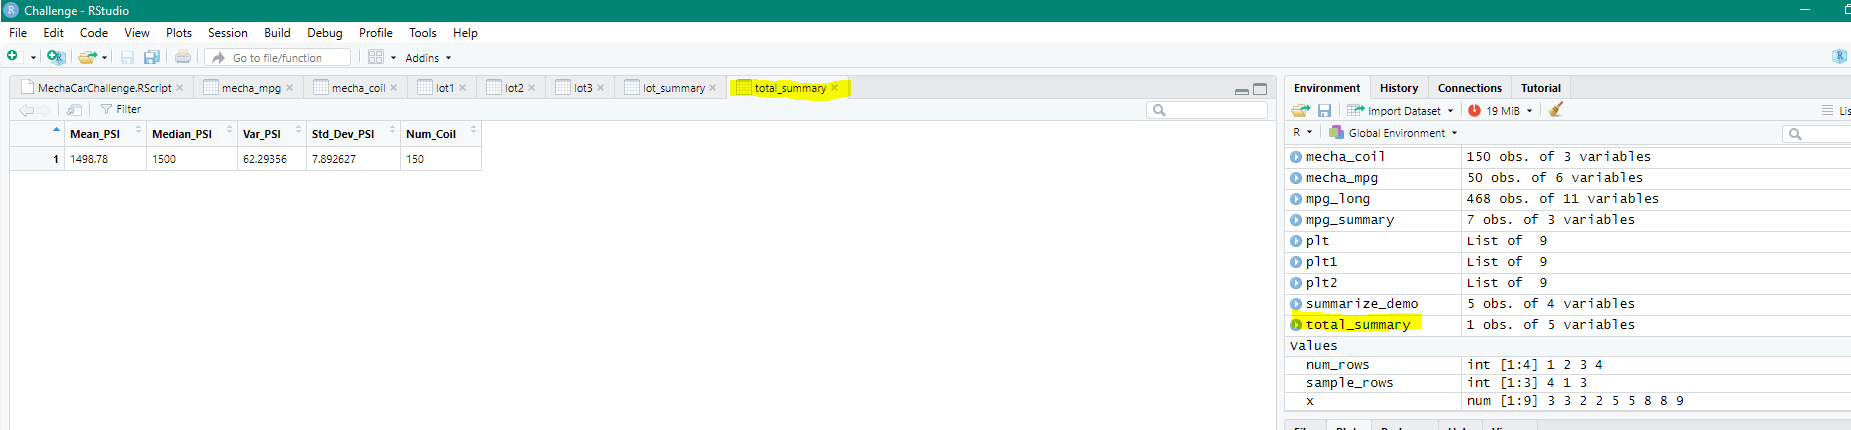 Challenge - RStudio
File Edit Code View Plots Session Build Debug Profile Tools Help
Go to file/function Addins
MechaCarChallenge.RScript mecha_mpg mecha_coil lot1 lot2 lot3 lot_summary total_summary
Filter
Mean_PSI Median_PSI Var_PSI Std_Dev_PSI Num_Coil
1 1498.78 1500 62.29356 7.892627 150
Environment History Connections Tutorial
Import Dataset 19 MiB Lis
R Global Environment
mecha_coil 150 obs. of 3 variables
mecha_mpg 50 obs. of 6 variables
mpg_long 468 obs. of 11 variables
mpg_summary 7 obs. of 3 variables
plt List of 9
plt1 List of 9
plt2 List of 9
summarize_demo 5 obs. of 4 variables
total_summary 1 obs. of 5 variables
Values
num_rows int [1:4] 1 2 3 4
sample_rows int [1:3] 4 1 3
x num [1:9] 3 3 2 2 5 5 8 8 9